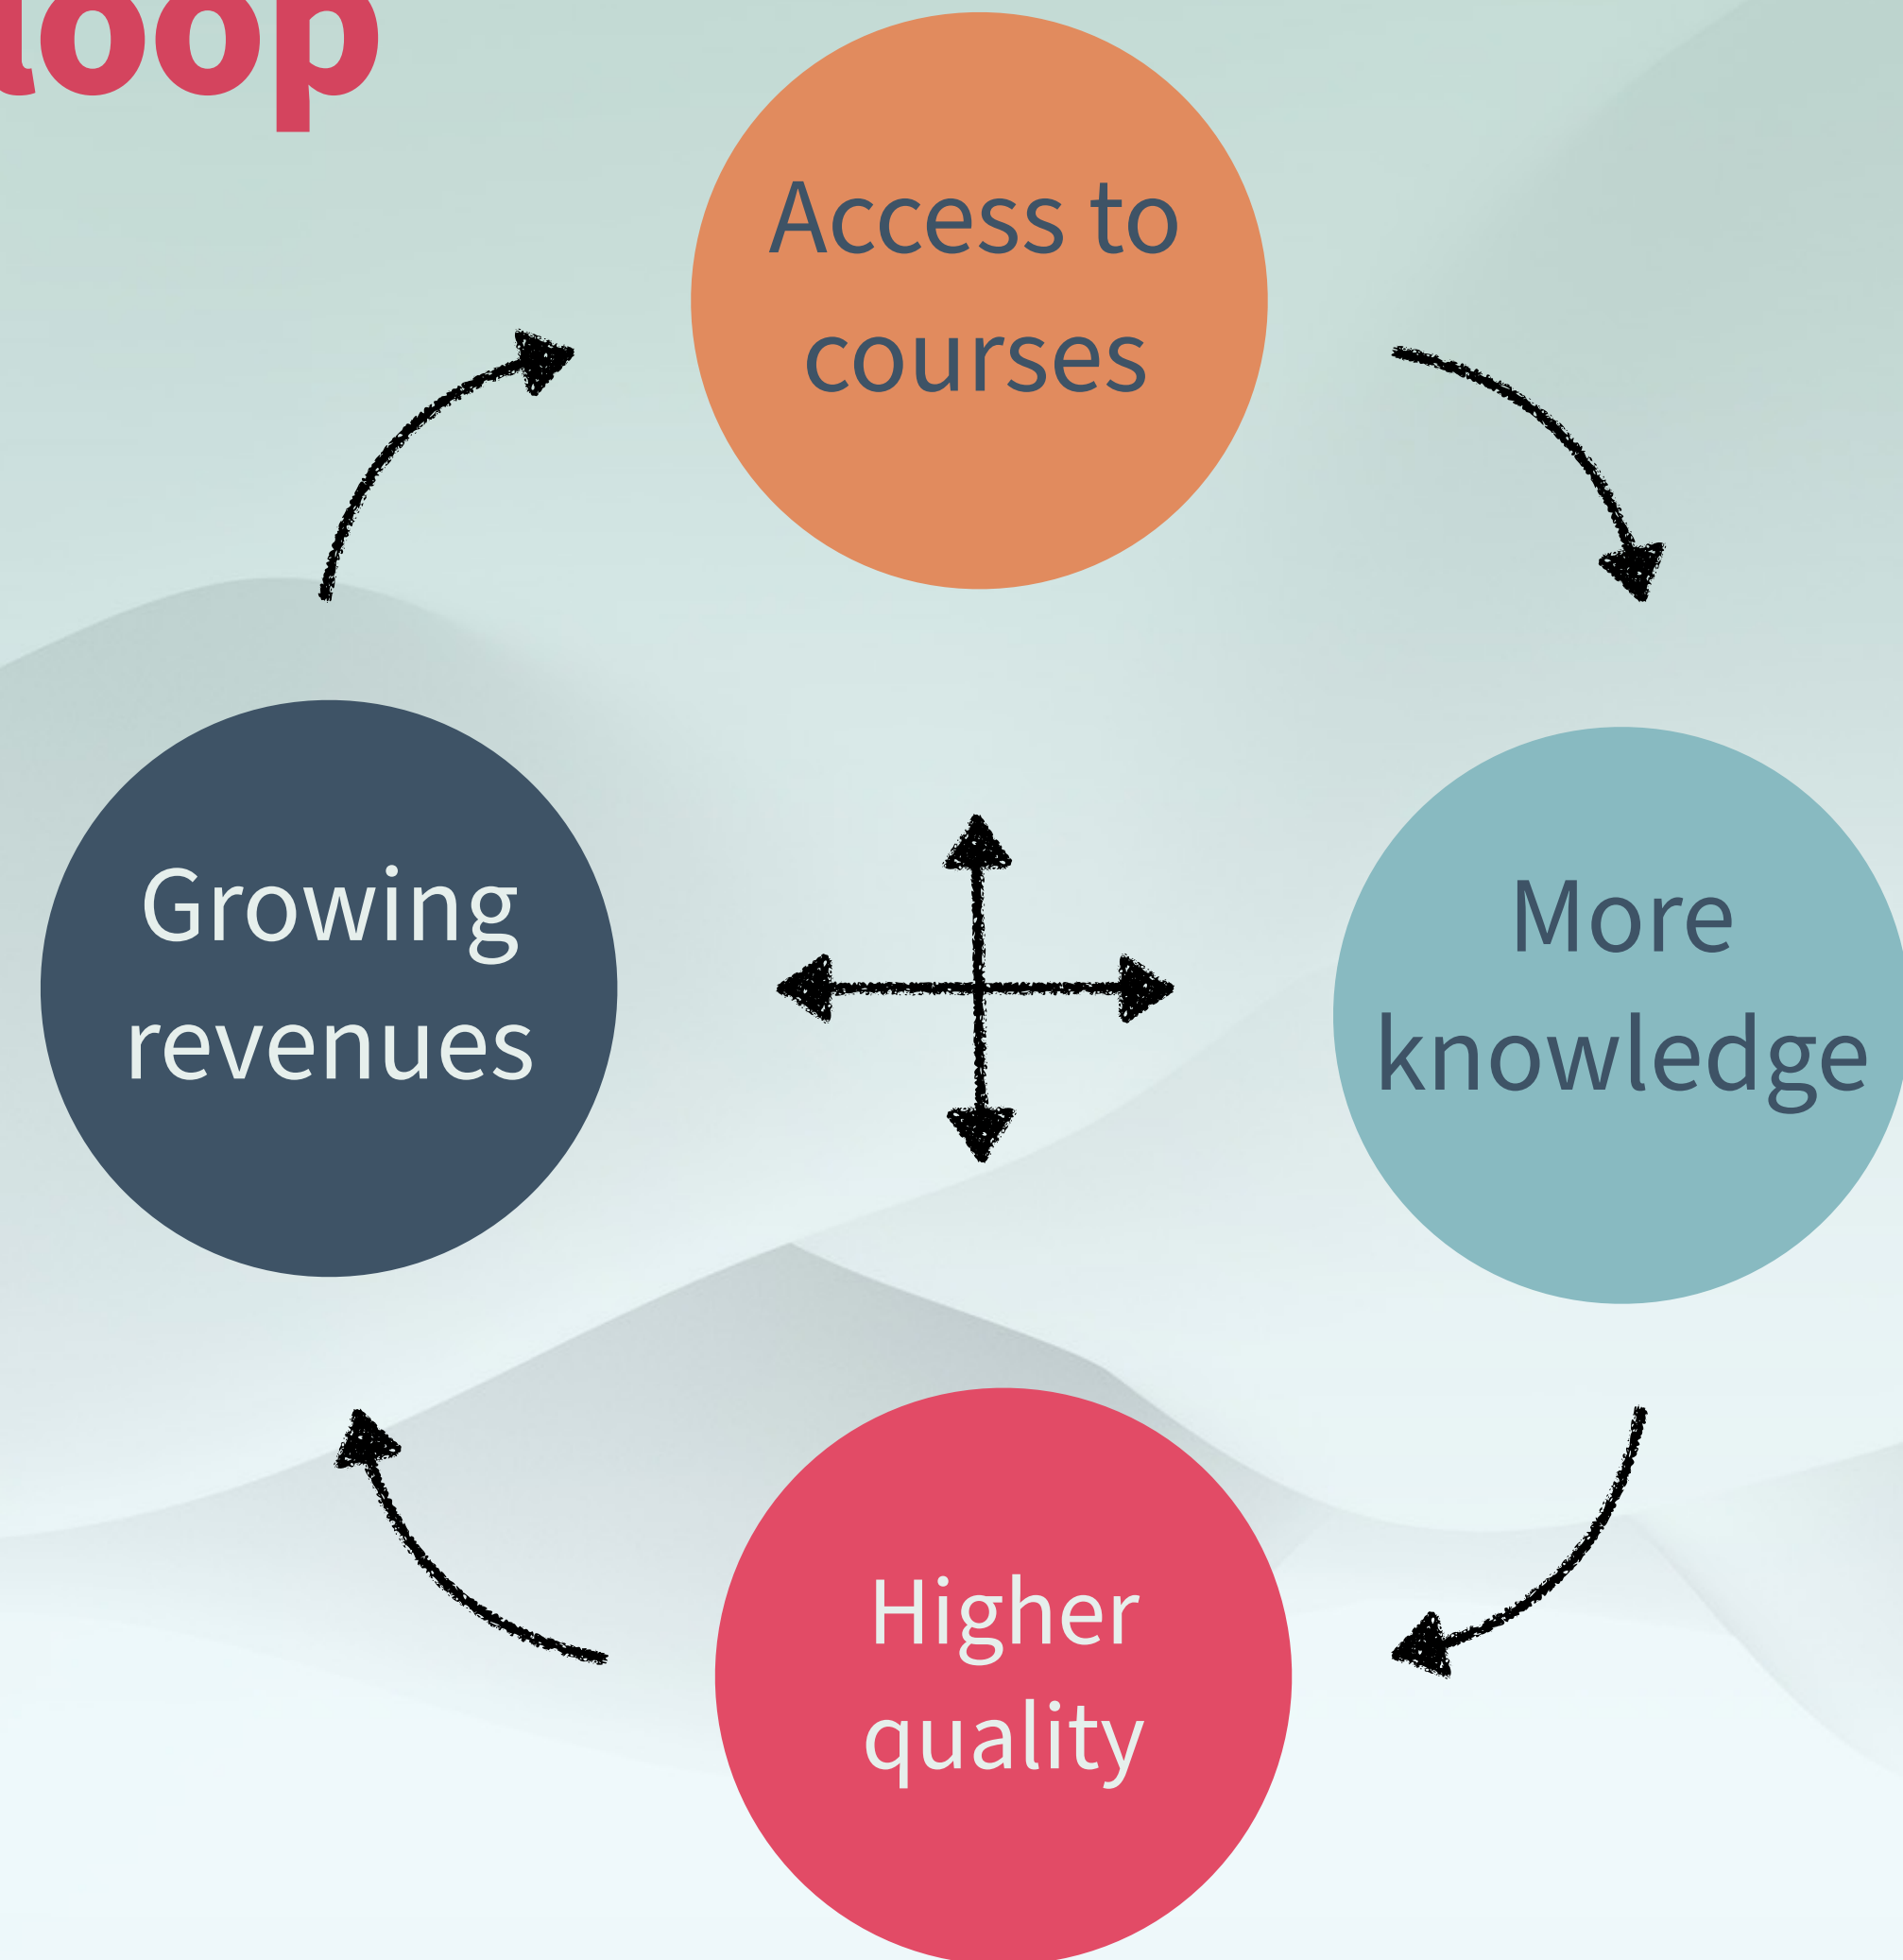 loop
Access to
courses
Growing
revenues
More
knowledge
Higher
quality